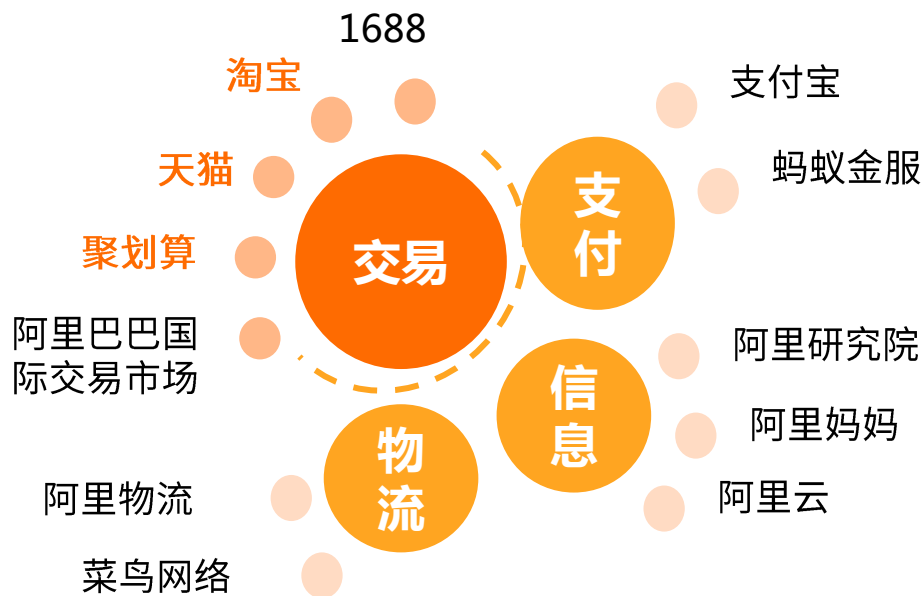 1688
淘宝
天猫
聚划算
阿里巴巴国
际交易市场
交易
支
付
支付宝
蚂蚁金服
信
息
阿里研究院
阿里妈妈
阿里云
物
流
阿里物流
菜鸟网络